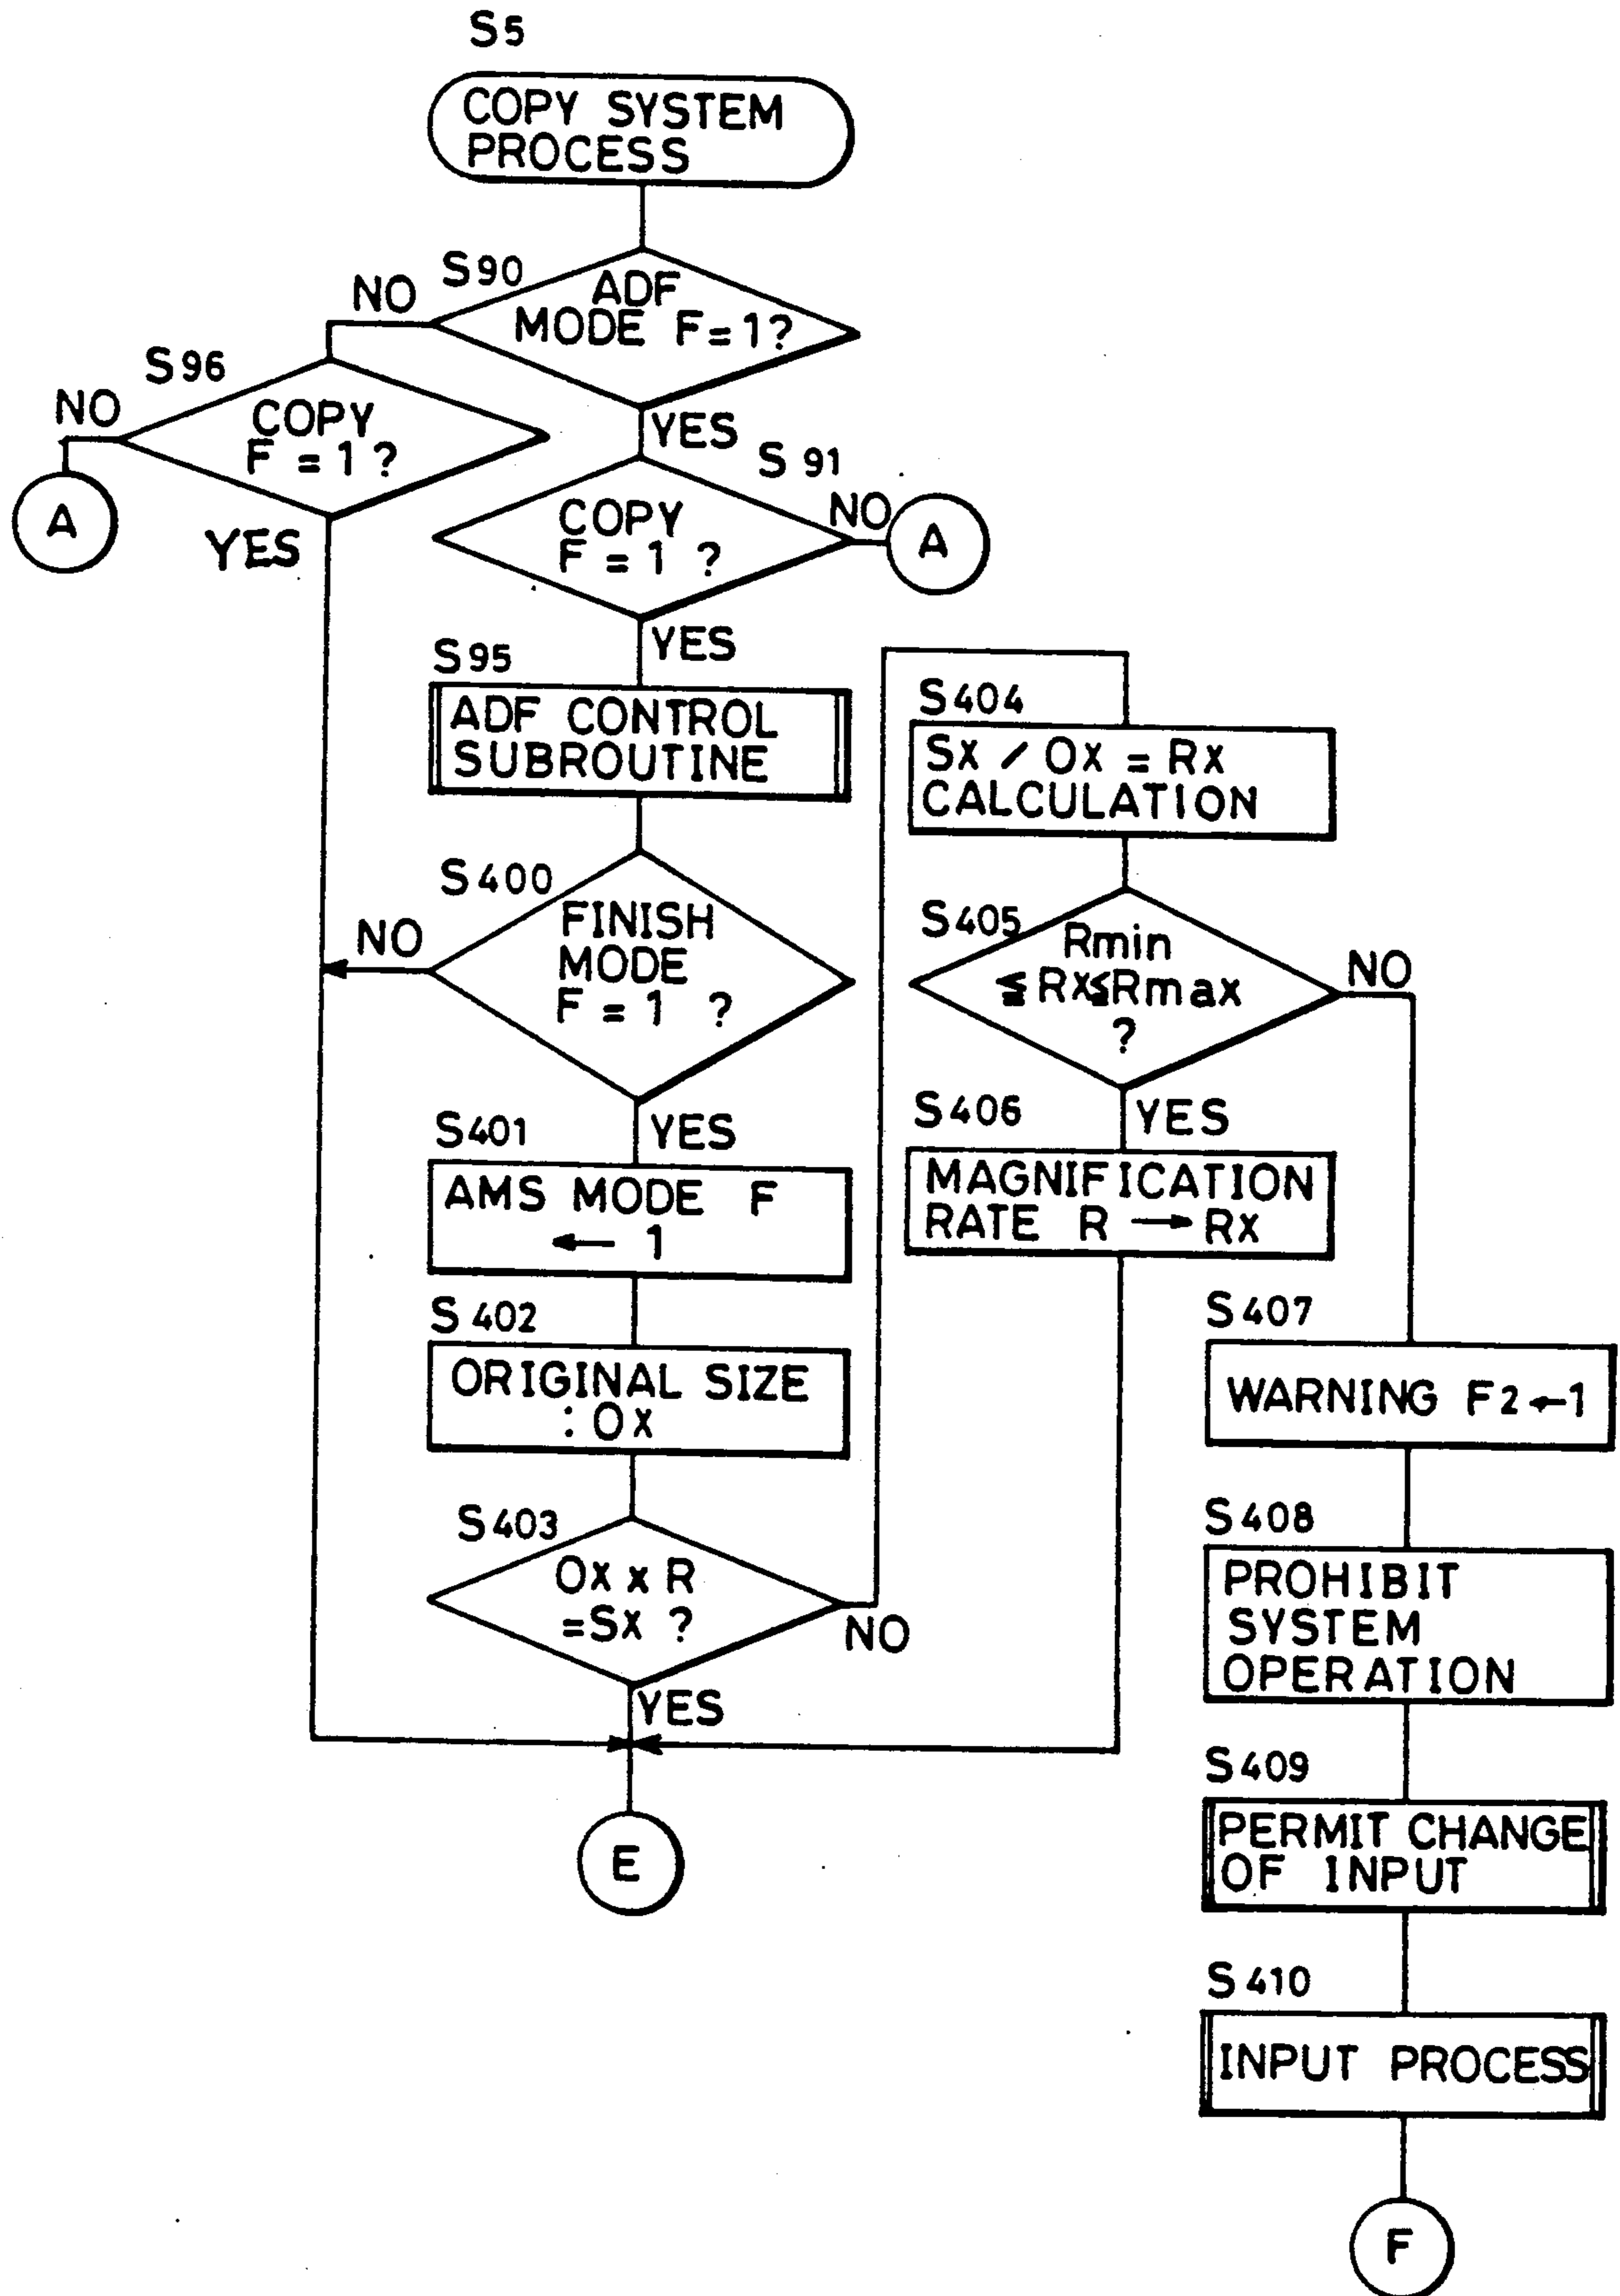 S5
COPY SYSTEM
PROCESS
S90
ADF
MODE F=1?
NO
YES
S96
COPY
F=1?
NO
A
YES
S91
COPY
F=1 ?
NO
A
YES
S95
ADF CONTROL
SUBROUTINE
S400
FINISH
MODE
F=1 ?
NO
YES
S401
AMS MODE F
← 1
S402
ORIGINAL SIZE
: Ox
S403
Ox x R
=Sx ?
NO
YES
E
S404
Sx / Ox = Rx
CALCULATION
S405
Rmin
≦Rx≦Rmax
?
NO
YES
S406
MAGNIFICATION
RATE R → Rx
S407
WARNING F2←1
S408
PROHIBIT
SYSTEM
OPERATION
S409
PERMIT CHANGE
OF INPUT
S410
INPUT PROCESS
F